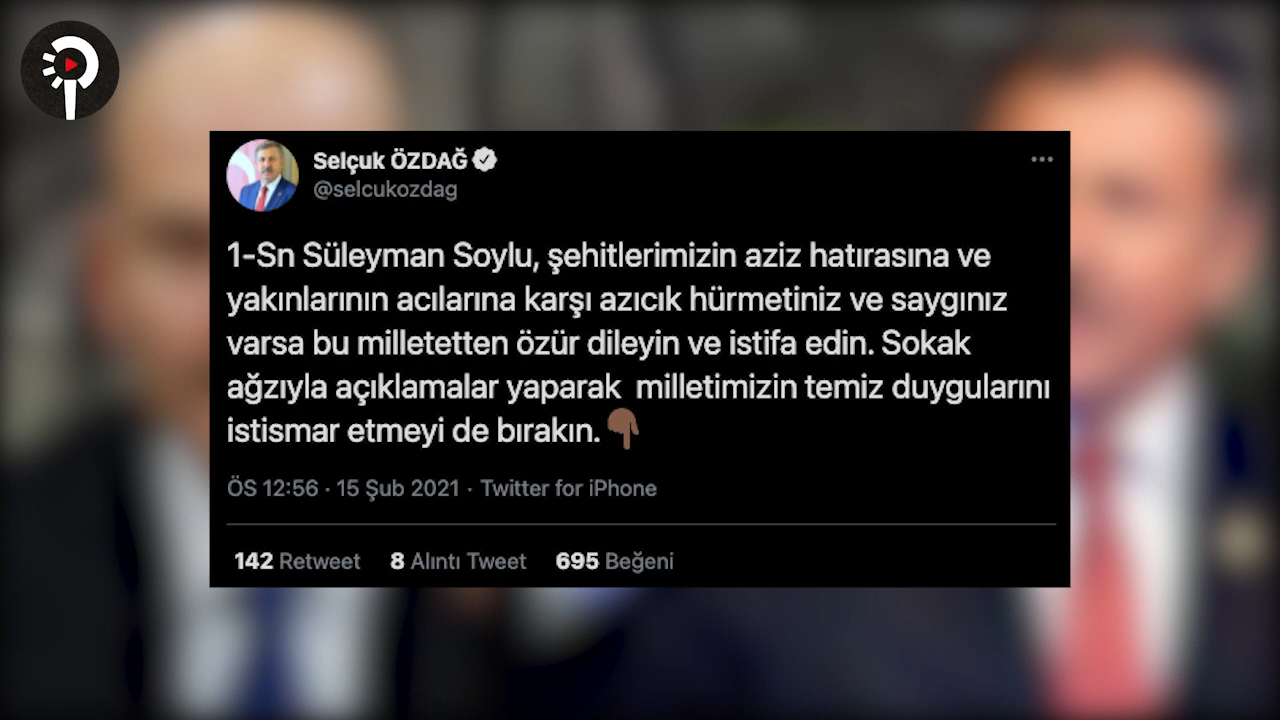 Selçuk ÖZDAĞ
@selcukozdag
1-Sn Süleyman Soylu, şehitlerimizin aziz hatırasına ve
yakınlarının acılarına karşı azıcık hürmetiniz ve saygınız
varsa bu milletetten özür dileyin ve istifa edin. Sokak
ağzıyla açıklamalar yaparak  milletimizin temiz duygularını
istismar etmeyi de bırakın.👇🏾
ÖS 12:56 · 15 Şub 2021 · Twitter for iPhone
142 Retweet 8 Alıntı Tweet 695 Beğeni